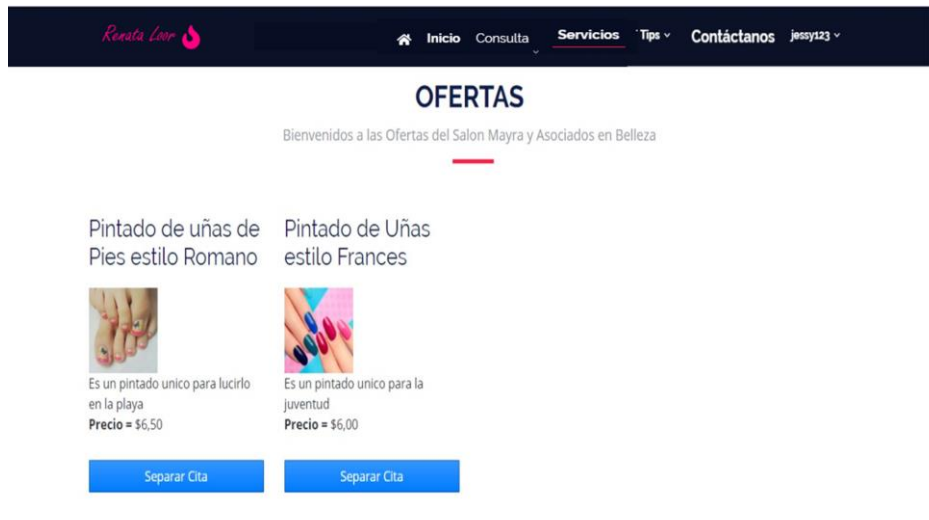 Renata Loor
Inicio Consulta Servicios Tips Contáctanos jessy123
OFERTAS
Bienvenidos a las Ofertas del Salon Mayra y Asociados en Belleza
Pintado de uñas de
Pies estilo Romano
Es un pintado unico para lucirlo
en la playa
Precio = $6,50
Separar Cita
Pintado de Uñas
estilo Frances
Es un pintado unico para la
juventud
Precio = $6,00
Separar Cita